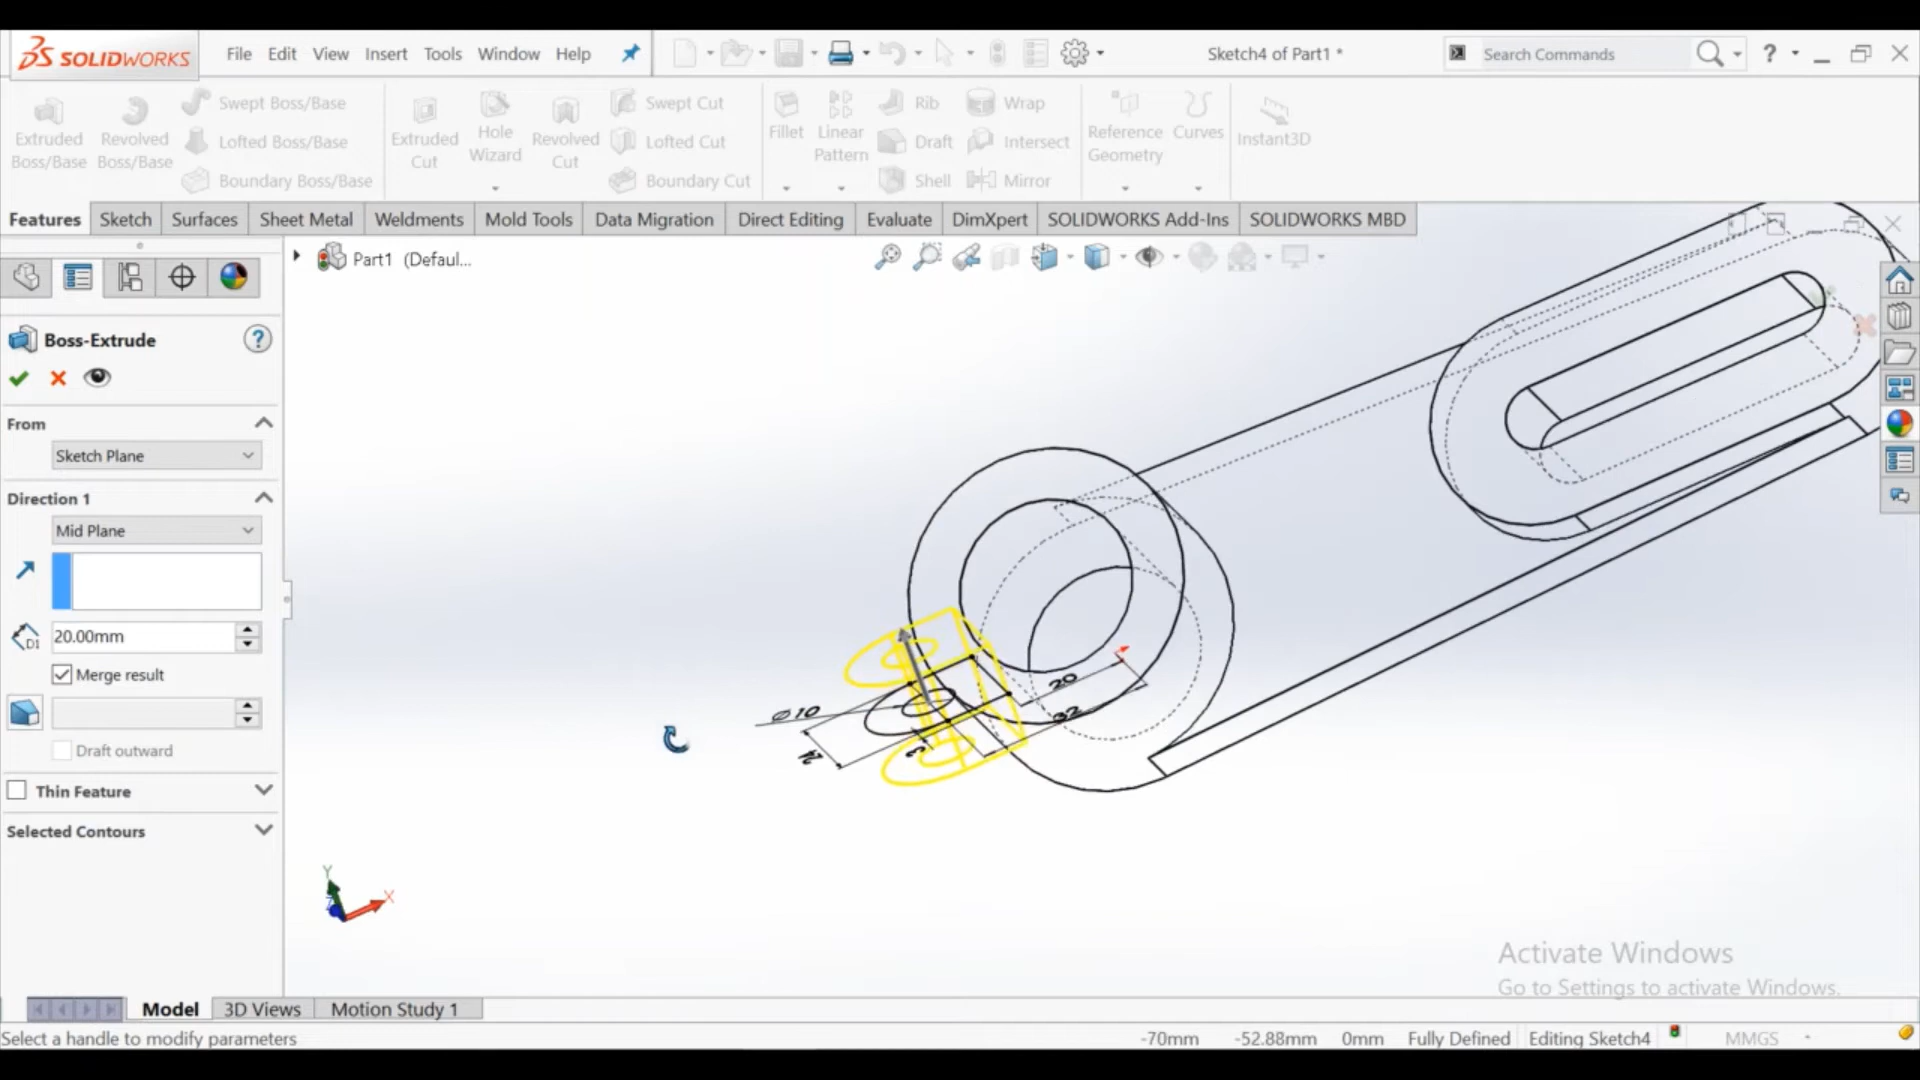 SOLIDWORKS
File Edit View Insert Tools Window Help
Sketch4 of Part1 *
Search Commands
?
Extruded Boss/Base
Revolved Boss/Base
Swept Boss/Base
Lofted Boss/Base
Boundary Boss/Base
Extruded Cut
Hole Wizard
Revolved Cut
Swept Cut
Lofted Cut
Boundary Cut
Fillet
Linear Pattern
Rib
Draft
Shell
Wrap
Intersect
Mirror
Reference Geometry
Curves
Instant3D
Features Sketch Surfaces Sheet Metal Weldments Mold Tools Data Migration Direct Editing Evaluate DimXpert SOLIDWORKS Add-Ins SOLIDWORKS MBD
Part1 (Defaul...
Boss-Extrude
?
From
Sketch Plane
Direction 1
Mid Plane
D1
20.00mm
Merge result
Draft outward
Thin Feature
Selected Contours
20
32
⌀10
24
3
Y
X
Z
Activate Windows
Go to Settings to activate Windows.
Model 3D Views Motion Study 1
Select a handle to modify parameters
-70mm -52.88mm 0mm Fully Defined Editing Sketch4 MMGS -